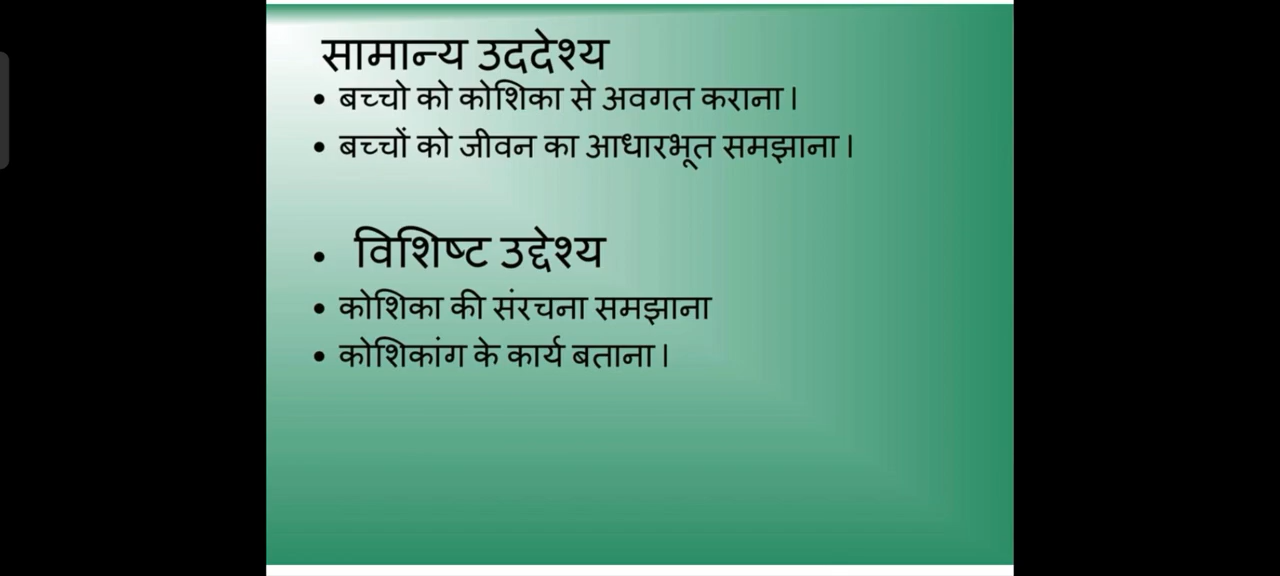 सामान्य उददेश्य
• बच्चो को कोशिका से अवगत कराना।
• बच्चों को जीवन का आधारभूत समझाना।
• विशिष्ट उद्देश्य
• कोशिका की संरचना समझाना
• कोशिकांग के कार्य बताना।